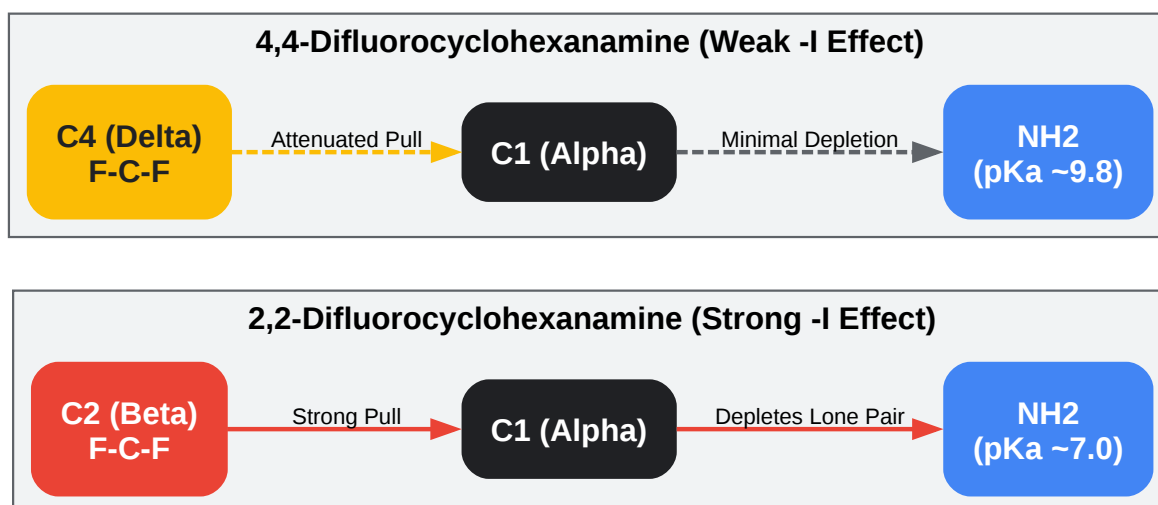 4,4-Difluorocyclohexanamine (Weak -I Effect)
C4 (Delta)
F-C-F
Attenuated Pull
C1 (Alpha)
Minimal Depletion
NH2
(pKa ~9.8)
2,2-Difluorocyclohexanamine (Strong -I Effect)
C2 (Beta)
F-C-F
Strong Pull
C1 (Alpha)
Depletes Lone Pair
NH2
(pKa ~7.0)